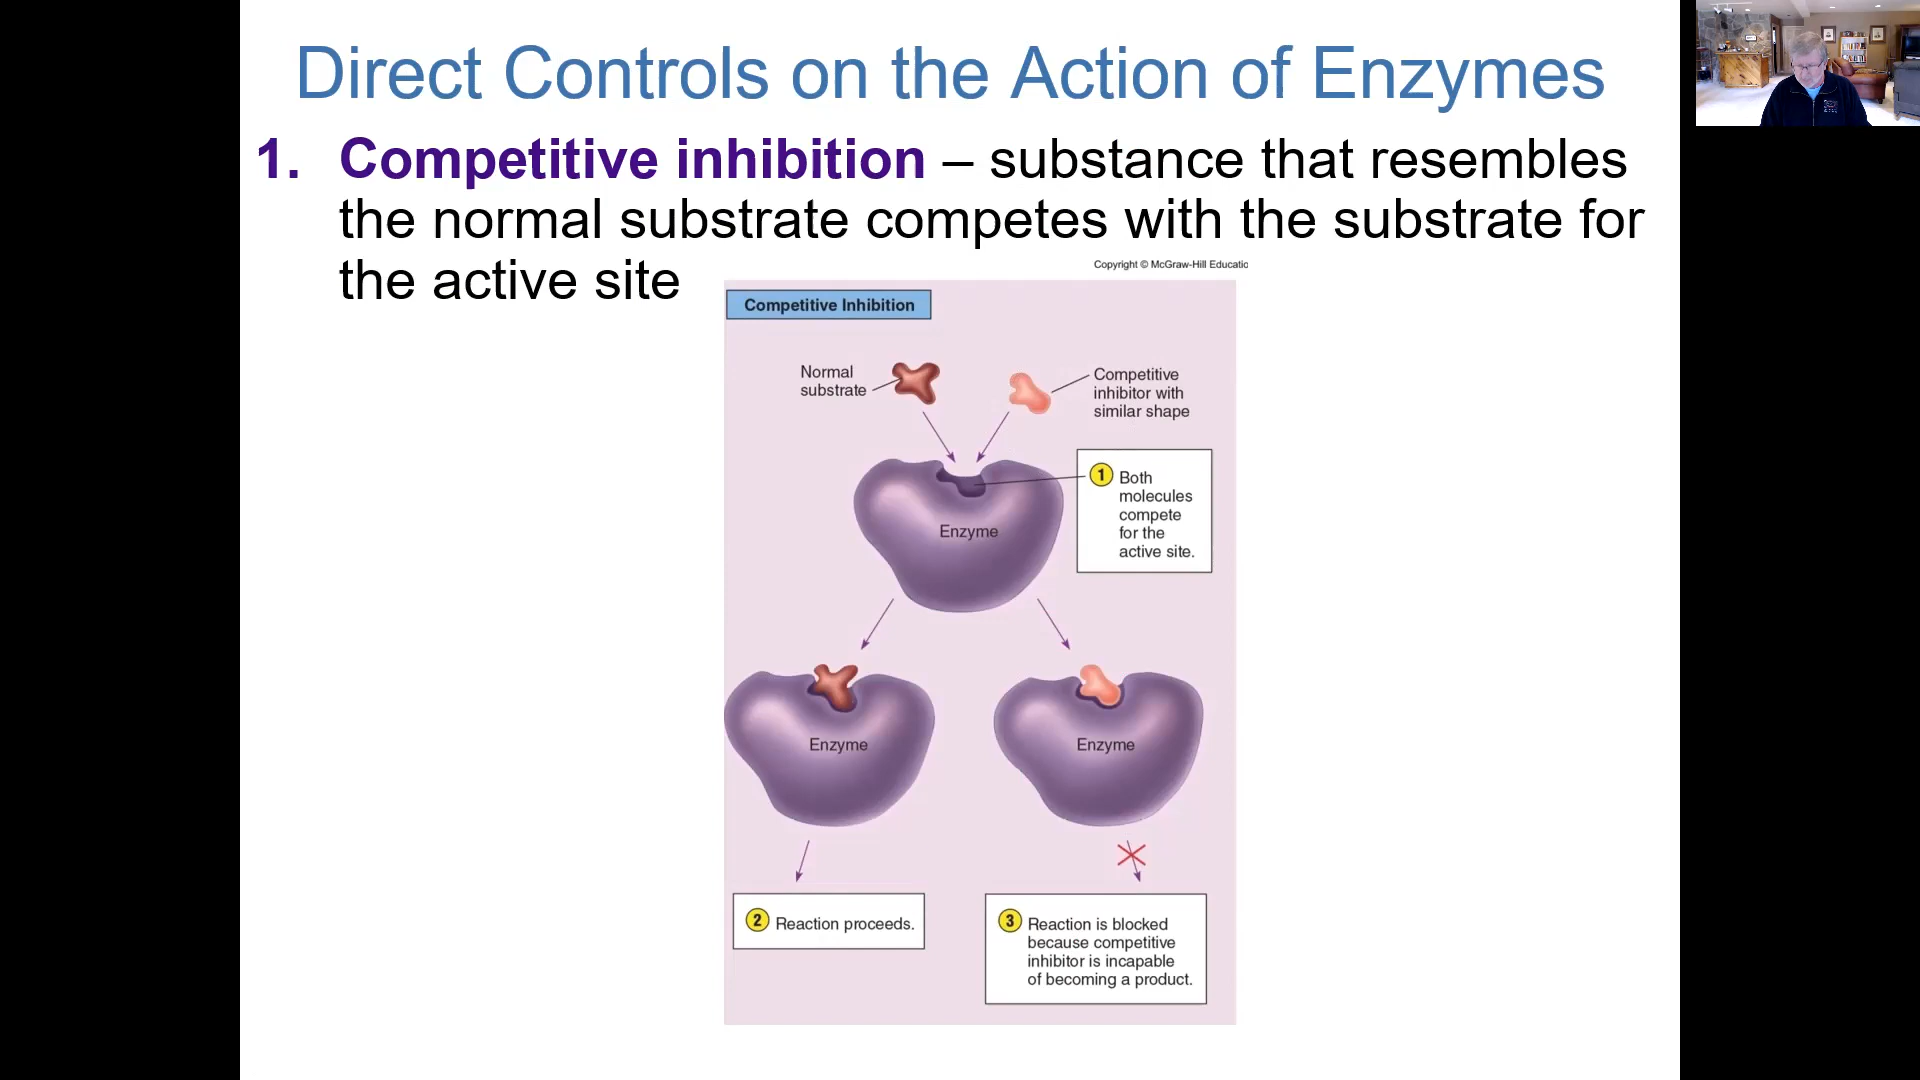 Direct Controls on the Action of Enzymes
1. Competitive inhibition – substance that resembles
the normal substrate competes with the substrate for
the active site
Copyright © McGraw-Hill Educatio
Competitive Inhibition
Normal
substrate
Competitive
inhibitor with
similar shape
1 Both
molecules
compete
for the
active site.
Enzyme
Enzyme
Enzyme
2 Reaction proceeds.
3 Reaction is blocked
because competitive
inhibitor is incapable
of becoming a product.